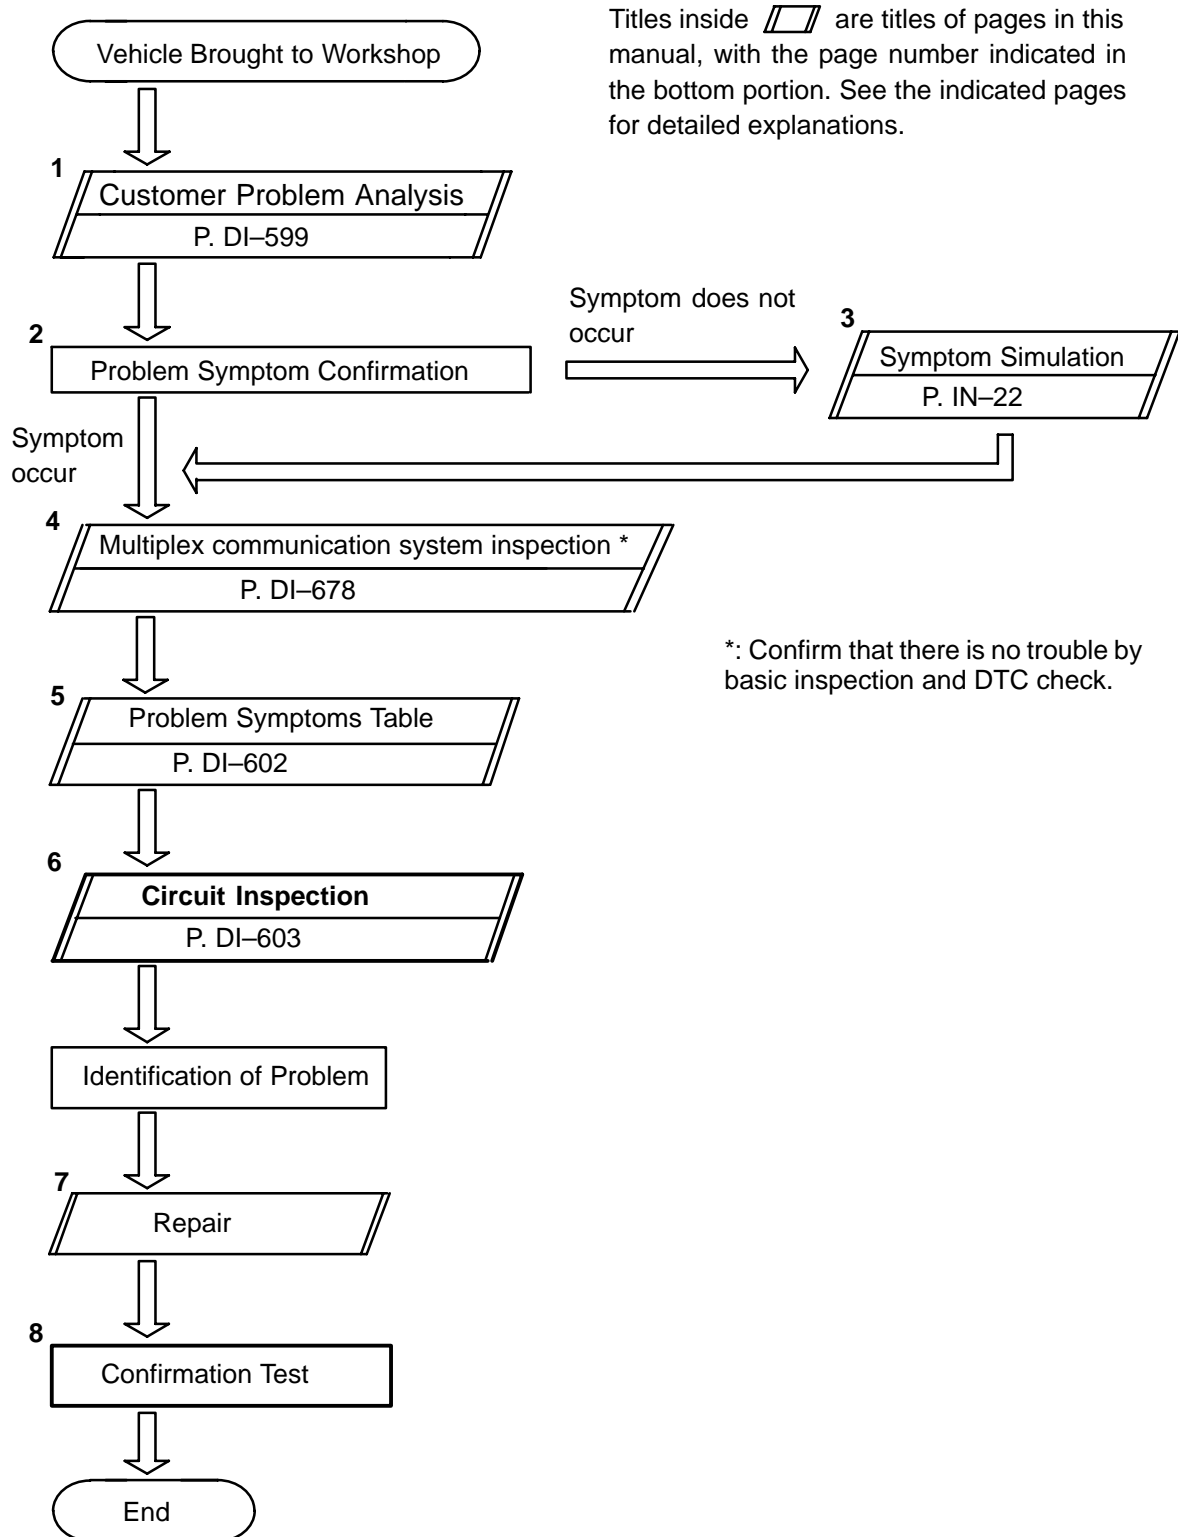 Vehicle Brought to Workshop
Titles inside are titles of pages in this
manual, with the page number indicated in
the bottom portion. See the indicated pages
for detailed explanations.
1
Customer Problem Analysis
P. DI–599
2
Problem Symptom Confirmation
Symptom does not
occur
3
Symptom Simulation
P. IN–22
Symptom
occur
4
Multiplex communication system inspection *
P. DI–678
*: Confirm that there is no trouble by
basic inspection and DTC check.
5
Problem Symptoms Table
P. DI–602
6
Circuit Inspection
P. DI–603
Identification of Problem
7
Repair
8
Confirmation Test
End